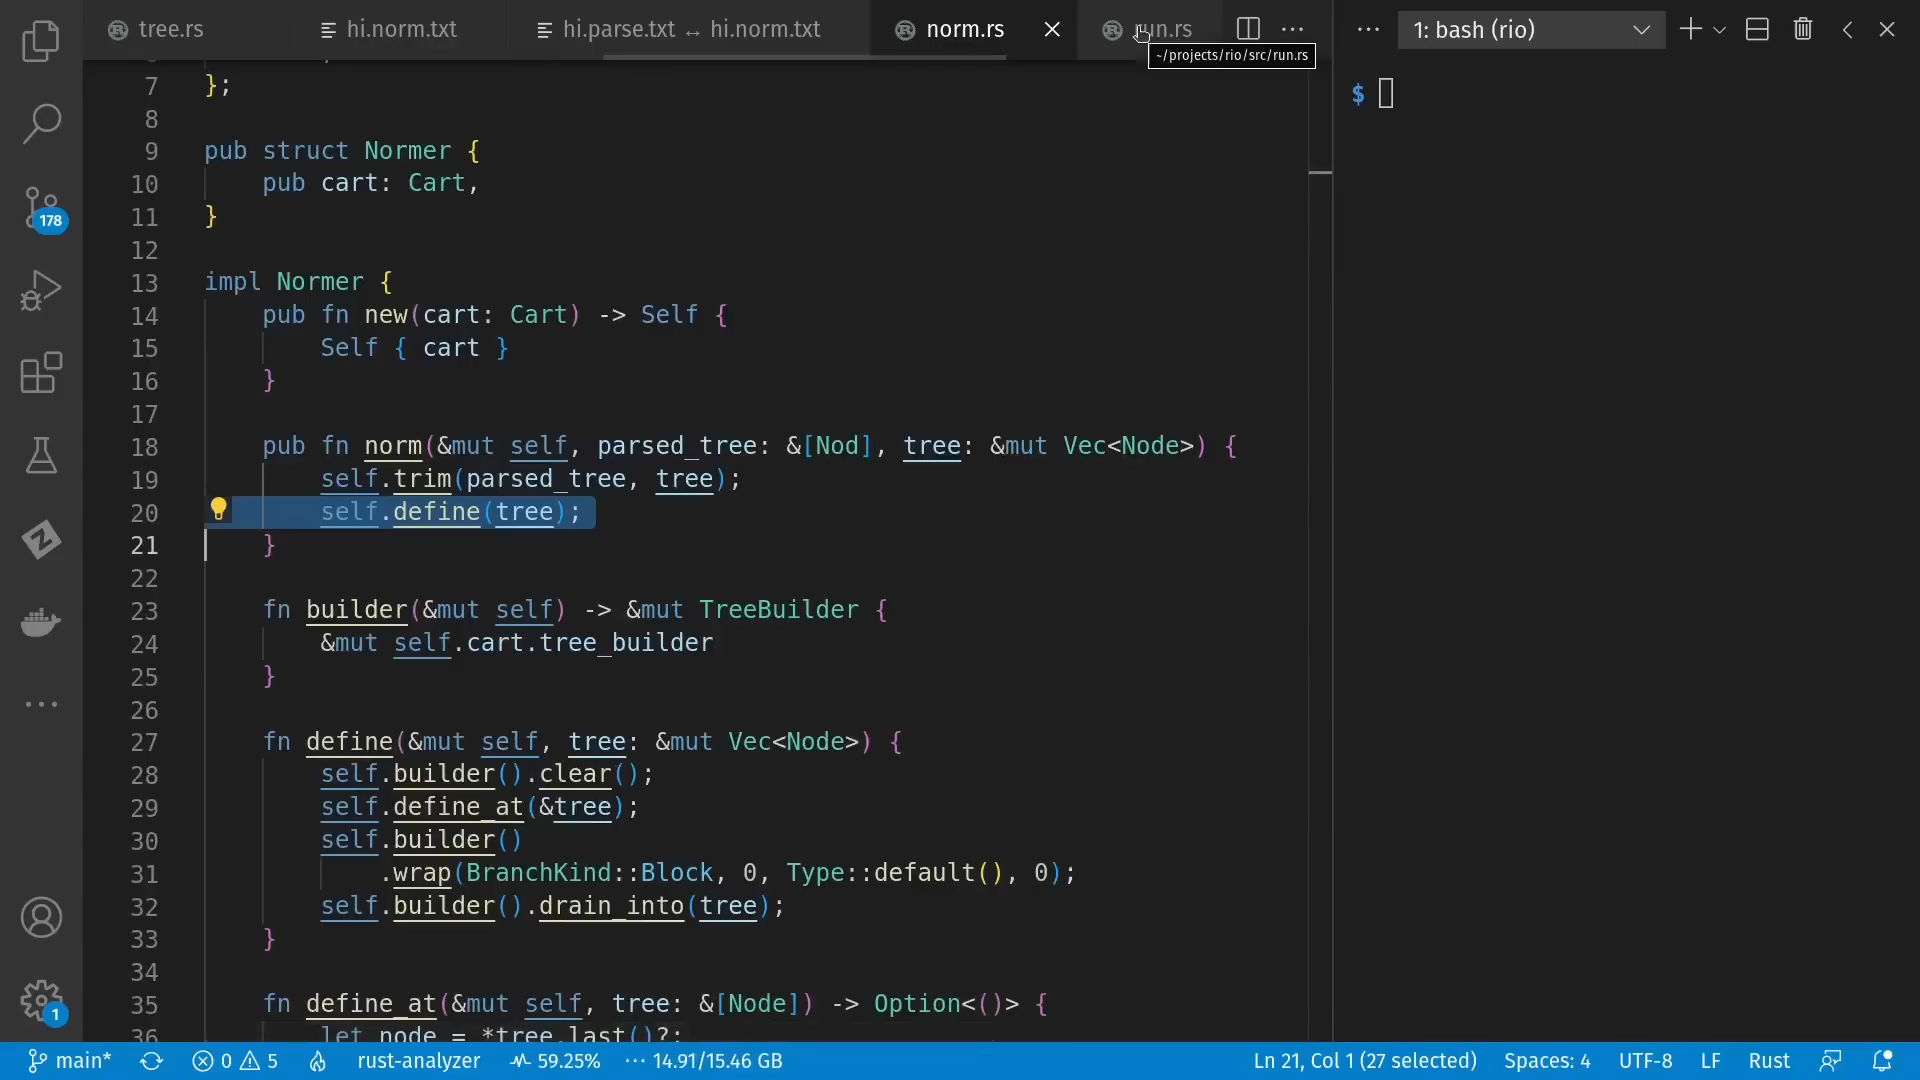 tree.rs
hi.norm.txt
hi.parse.txt ↔ hi.norm.txt
norm.rs
run.rs
1: bash (rio)
~/projects/rio/src/run.rs
$
7 };
8
9 pub struct Normer {
10 pub cart: Cart,
11 }
12
13 impl Normer {
14 pub fn new(cart: Cart) -> Self {
15 Self { cart }
16 }
17
18 pub fn norm(&mut self, parsed_tree: &[Nod], tree: &mut Vec<Node>) {
19 self.trim(parsed_tree, tree);
20 self.define(tree);
21 }
22
23 fn builder(&mut self) -> &mut TreeBuilder {
24 &mut self.cart.tree_builder
25 }
26
27 fn define(&mut self, tree: &mut Vec<Node>) {
28 self.builder().clear();
29 self.define_at(&tree);
30 self.builder()
31 .wrap(BranchKind::Block, 0, Type::default(), 0);
32 self.builder().drain_into(tree);
33 }
34
35 fn define_at(&mut self, tree: &[Node]) -> Option<()> {
36 let node = *tree.last()?;
178
1
main* 0 5 rust-analyzer 59.25% ··· 14.91/15.46 GB Ln 21, Col 1 (27 selected) Spaces: 4 UTF-8 LF Rust